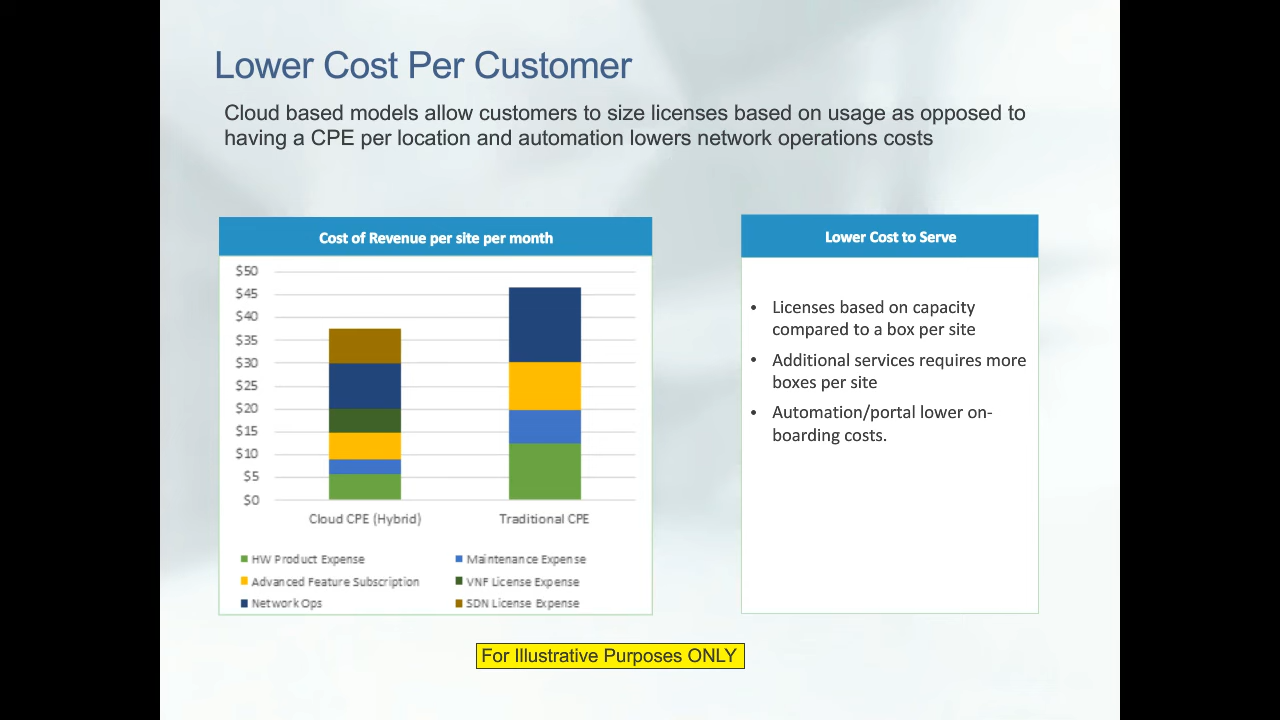 Lower Cost Per Customer
Cloud based models allow customers to size licenses based on usage as opposed to
having a CPE per location and automation lowers network operations costs
Cost of Revenue per site per month
$50
$45
$40
$35
$30
$25
$20
$15
$10
$5
$0
Cloud CPE (Hybrid)
Traditional CPE
HW Product Expense
Maintenance Expense
Advanced Feature Subscription
VNF License Expense
Network Ops
SDN License Expense
Lower Cost to Serve
• Licenses based on capacity
compared to a box per site
• Additional services requires more
boxes per site
• Automation/portal lower on-
boarding costs.
For Illustrative Purposes ONLY